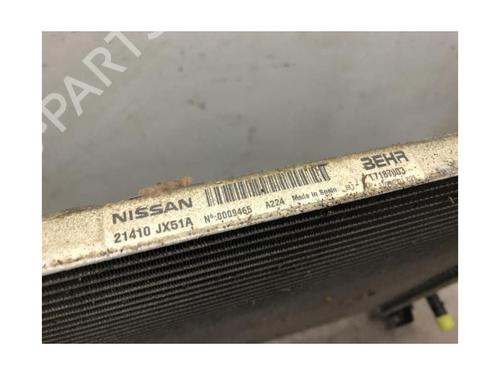 NISSAN
21410 JX51A
Nº-0009465 A224 Made in Spain
BEHR
PARTS